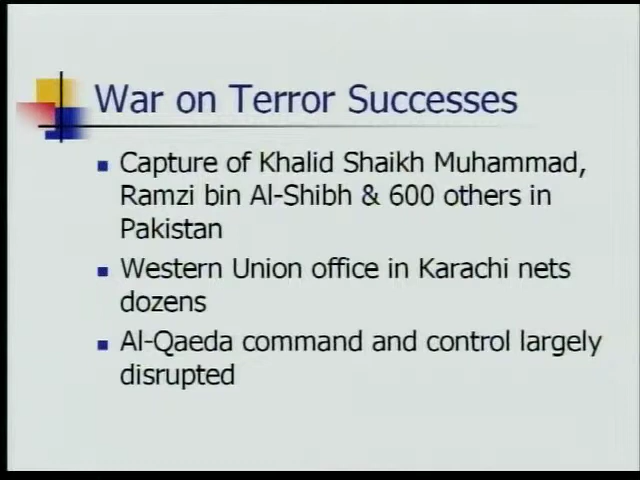 War on Terror Successes
Capture of Khalid Shaikh Muhammad,
Ramzi bin Al-Shibh & 600 others in
Pakistan
Western Union office in Karachi nets
dozens
Al-Qaeda command and control largely
disrupted